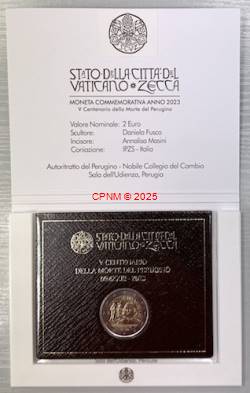 STATO DELLA CITTÀ DEL
VATICANO ZECCA
MONETA COMMEMORATIVA ANNO 2023
V Centenario della Morte del Perugino
Valore Nominale: 2 Euro
Scultore: Daniela Fusco
Incisore: Annalisa Masini
Coniazione: IPZS - Italia
Autoritratto del Perugino - Nobile Collegio del Cambio
Sala dell'Udienza, Perugia
CPNM © 2025
STATO DELLA CITTÀ DEL
VATICANO ZECCA
V CENTENARIO
DELLA MORTE DEL PERUGINO